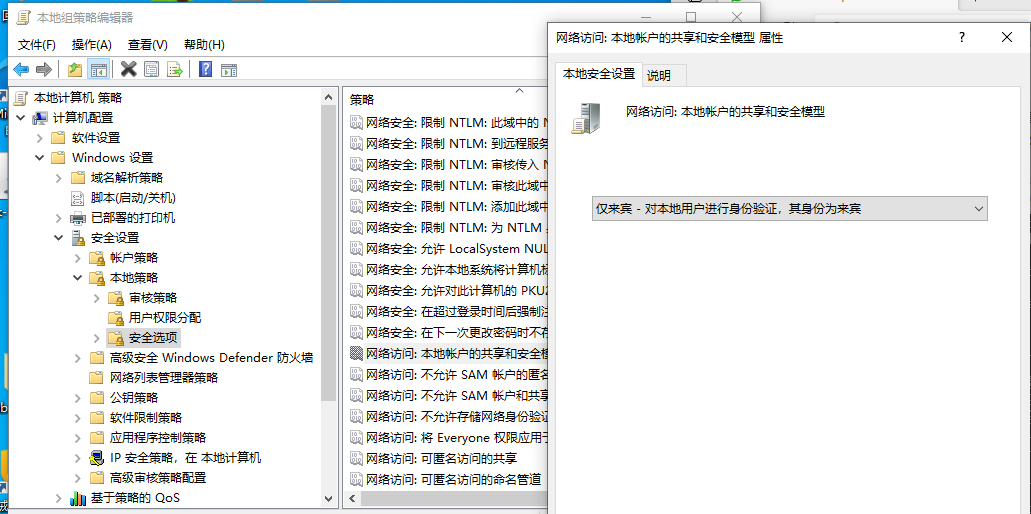 本地组策略编辑器
文件(F) 操作(A) 查看(V) 帮助(H)
本地计算机 策略
计算机配置
软件设置
Windows 设置
域名解析策略
脚本(启动/关机)
已部署的打印机
安全设置
帐户策略
本地策略
审核策略
用户权限分配
安全选项
高级安全 Windows Defender 防火墙
网络列表管理器策略
公钥策略
软件限制策略
应用程序控制策略
IP 安全策略，在 本地计算机
高级审核策略配置
基于策略的 QoS
策略
网络安全: 限制 NTLM: 此域中的
网络安全: 限制 NTLM: 到远程服务
网络安全: 限制 NTLM: 审核传入
网络安全: 限制 NTLM: 审核此域中
网络安全: 限制 NTLM: 添加此域中
网络安全: 限制 NTLM: 为 NTLM
网络安全: 允许 LocalSystem NUL
网络安全: 允许本地系统将计算机标
网络安全: 允许对此计算机的 PKU2
网络安全: 在超过登录时间后强制注
网络安全: 在下一次更改密码时不存
网络访问: 本地帐户的共享和安全模
网络访问: 不允许 SAM 帐户的匿名
网络访问: 不允许 SAM 帐户和共享
网络访问: 不允许存储网络身份验证
网络访问: 将 Everyone 权限应用于
网络访问: 可匿名访问的共享
网络访问: 可匿名访问的命名管道
网络访问: 本地帐户的共享和安全模型 属性
?
本地安全设置 说明
网络访问: 本地帐户的共享和安全模型
仅来宾 - 对本地用户进行身份验证，其身份为来宾